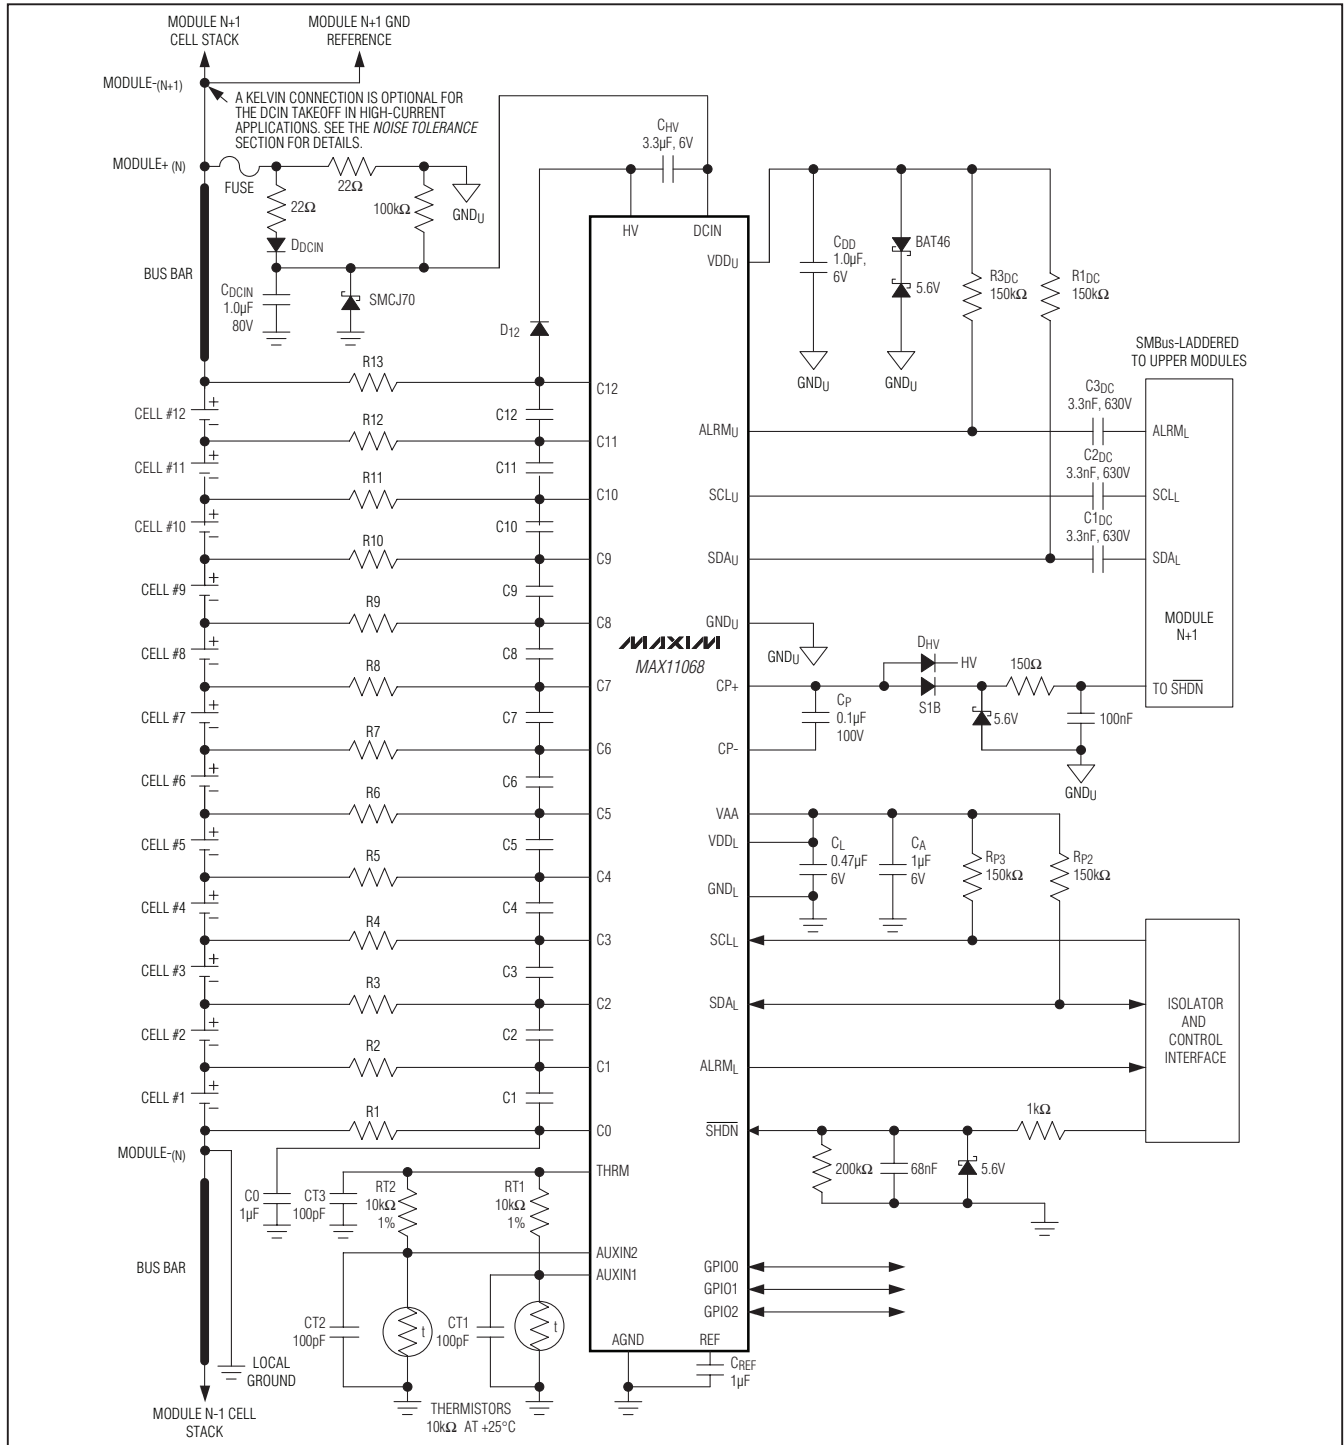 MODULE N+1
CELL STACK
MODULE N+1 GND
REFERENCE
MODULE-(N+1)
A KELVIN CONNECTION IS OPTIONAL FOR
THE DCIN TAKEOFF IN HIGH-CURRENT
APPLICATIONS. SEE THE NOISE TOLERANCE
SECTION FOR DETAILS.
MODULE+ (N)
FUSE
22Ω
22Ω
100kΩ
GNDU
DDCIN
BUS BAR
CDCIN
1.0µF
80V
SMCJ70
CHV
3.3µF, 6V
D12
HV
DCIN
VDDU
CDD
1.0µF,
6V
BAT46
5.6V
R3DC
150kΩ
R1DC
150kΩ
GNDU
GNDU
SMBus-LADDERED
TO UPPER MODULES
C3DC
3.3nF, 630V
ALRMU
ALRML
C2DC
3.3nF, 630V
SCLU
SCLL
C1DC
3.3nF, 630V
SDAU
SDAL
MODULE
N+1
GNDU
GNDU
DHV
HV
150Ω
CP+
S1B
TO SHDN
CP
0.1µF
100V
5.6V
100nF
CP-
GNDU
R13
C12
CELL #12
+
−
C12
R12
C11
CELL #11
+
−
C11
R11
C10
CELL #10
+
−
C10
R10
C9
CELL #9
+
−
C9
R9
C8
CELL #8
+
−
C8
MAXIM
MAX11068
R8
C7
CELL #7
+
−
C7
R7
C6
CELL #6
+
−
C6
R6
C5
CELL #5
+
−
C5
R5
C4
CELL #4
+
−
C4
R4
C3
CELL #3
+
−
C3
R3
C2
CELL #2
+
−
C2
R2
C1
CELL #1
+
−
C1
R1
C0
VAA
VDDL
GNDL
CL
0.47µF
6V
CA
1µF
6V
RP3
150kΩ
RP2
150kΩ
SCLL
SDAL
ALRML
ISOLATOR
AND
CONTROL
INTERFACE
SHDN
1kΩ
200kΩ
68nF
5.6V
MODULE-(N)
THRM
C0
1µF
CT3
100pF
RT2
10kΩ
1%
RT1
10kΩ
1%
BUS BAR
AUXIN2
AUXIN1
GPIO0
GPIO1
GPIO2
CT2
100pF
t
CT1
100pF
t
AGND
REF
CREF
1µF
LOCAL
GROUND
THERMISTORS
10kΩ AT +25°C
MODULE N-1 CELL
STACK